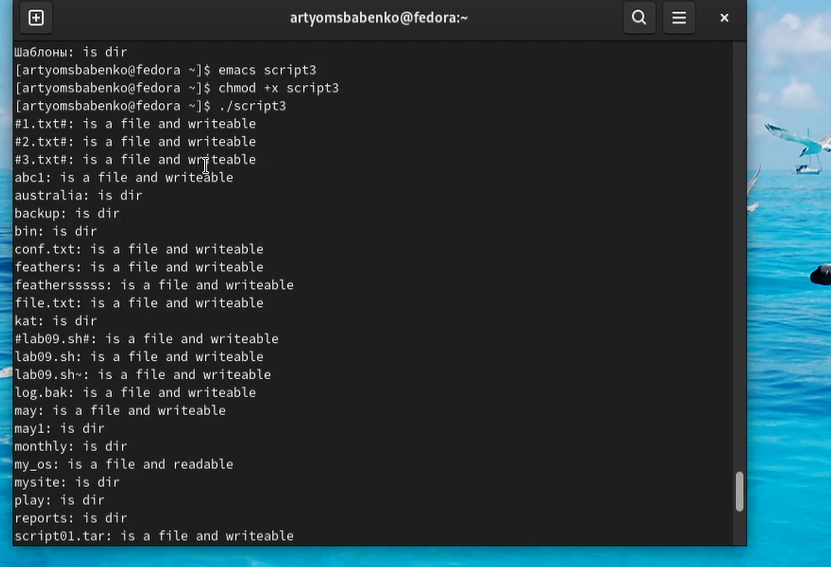 artyomsbabenko@fedora:~
Шаблоны: is dir
[artyomsbabenko@fedora ~]$ emacs script3
[artyomsbabenko@fedora ~]$ chmod +x script3
[artyomsbabenko@fedora ~]$ ./script3
#1.txt#: is a file and writeable
#2.txt#: is a file and writeable
#3.txt#: is a file and writeable
abc1: is a file and writeable
australia: is dir
backup: is dir
bin: is dir
conf.txt: is a file and writeable
feathers: is a file and writeable
feathersssss: is a file and writeable
file.txt: is a file and writeable
kat: is dir
#lab09.sh#: is a file and writeable
lab09.sh: is a file and writeable
lab09.sh~: is a file and writeable
log.bak: is a file and writeable
may: is a file and writeable
may1: is dir
monthly: is dir
my_os: is a file and readable
mysite: is dir
play: is dir
reports: is dir
script01.tar: is a file and writeable